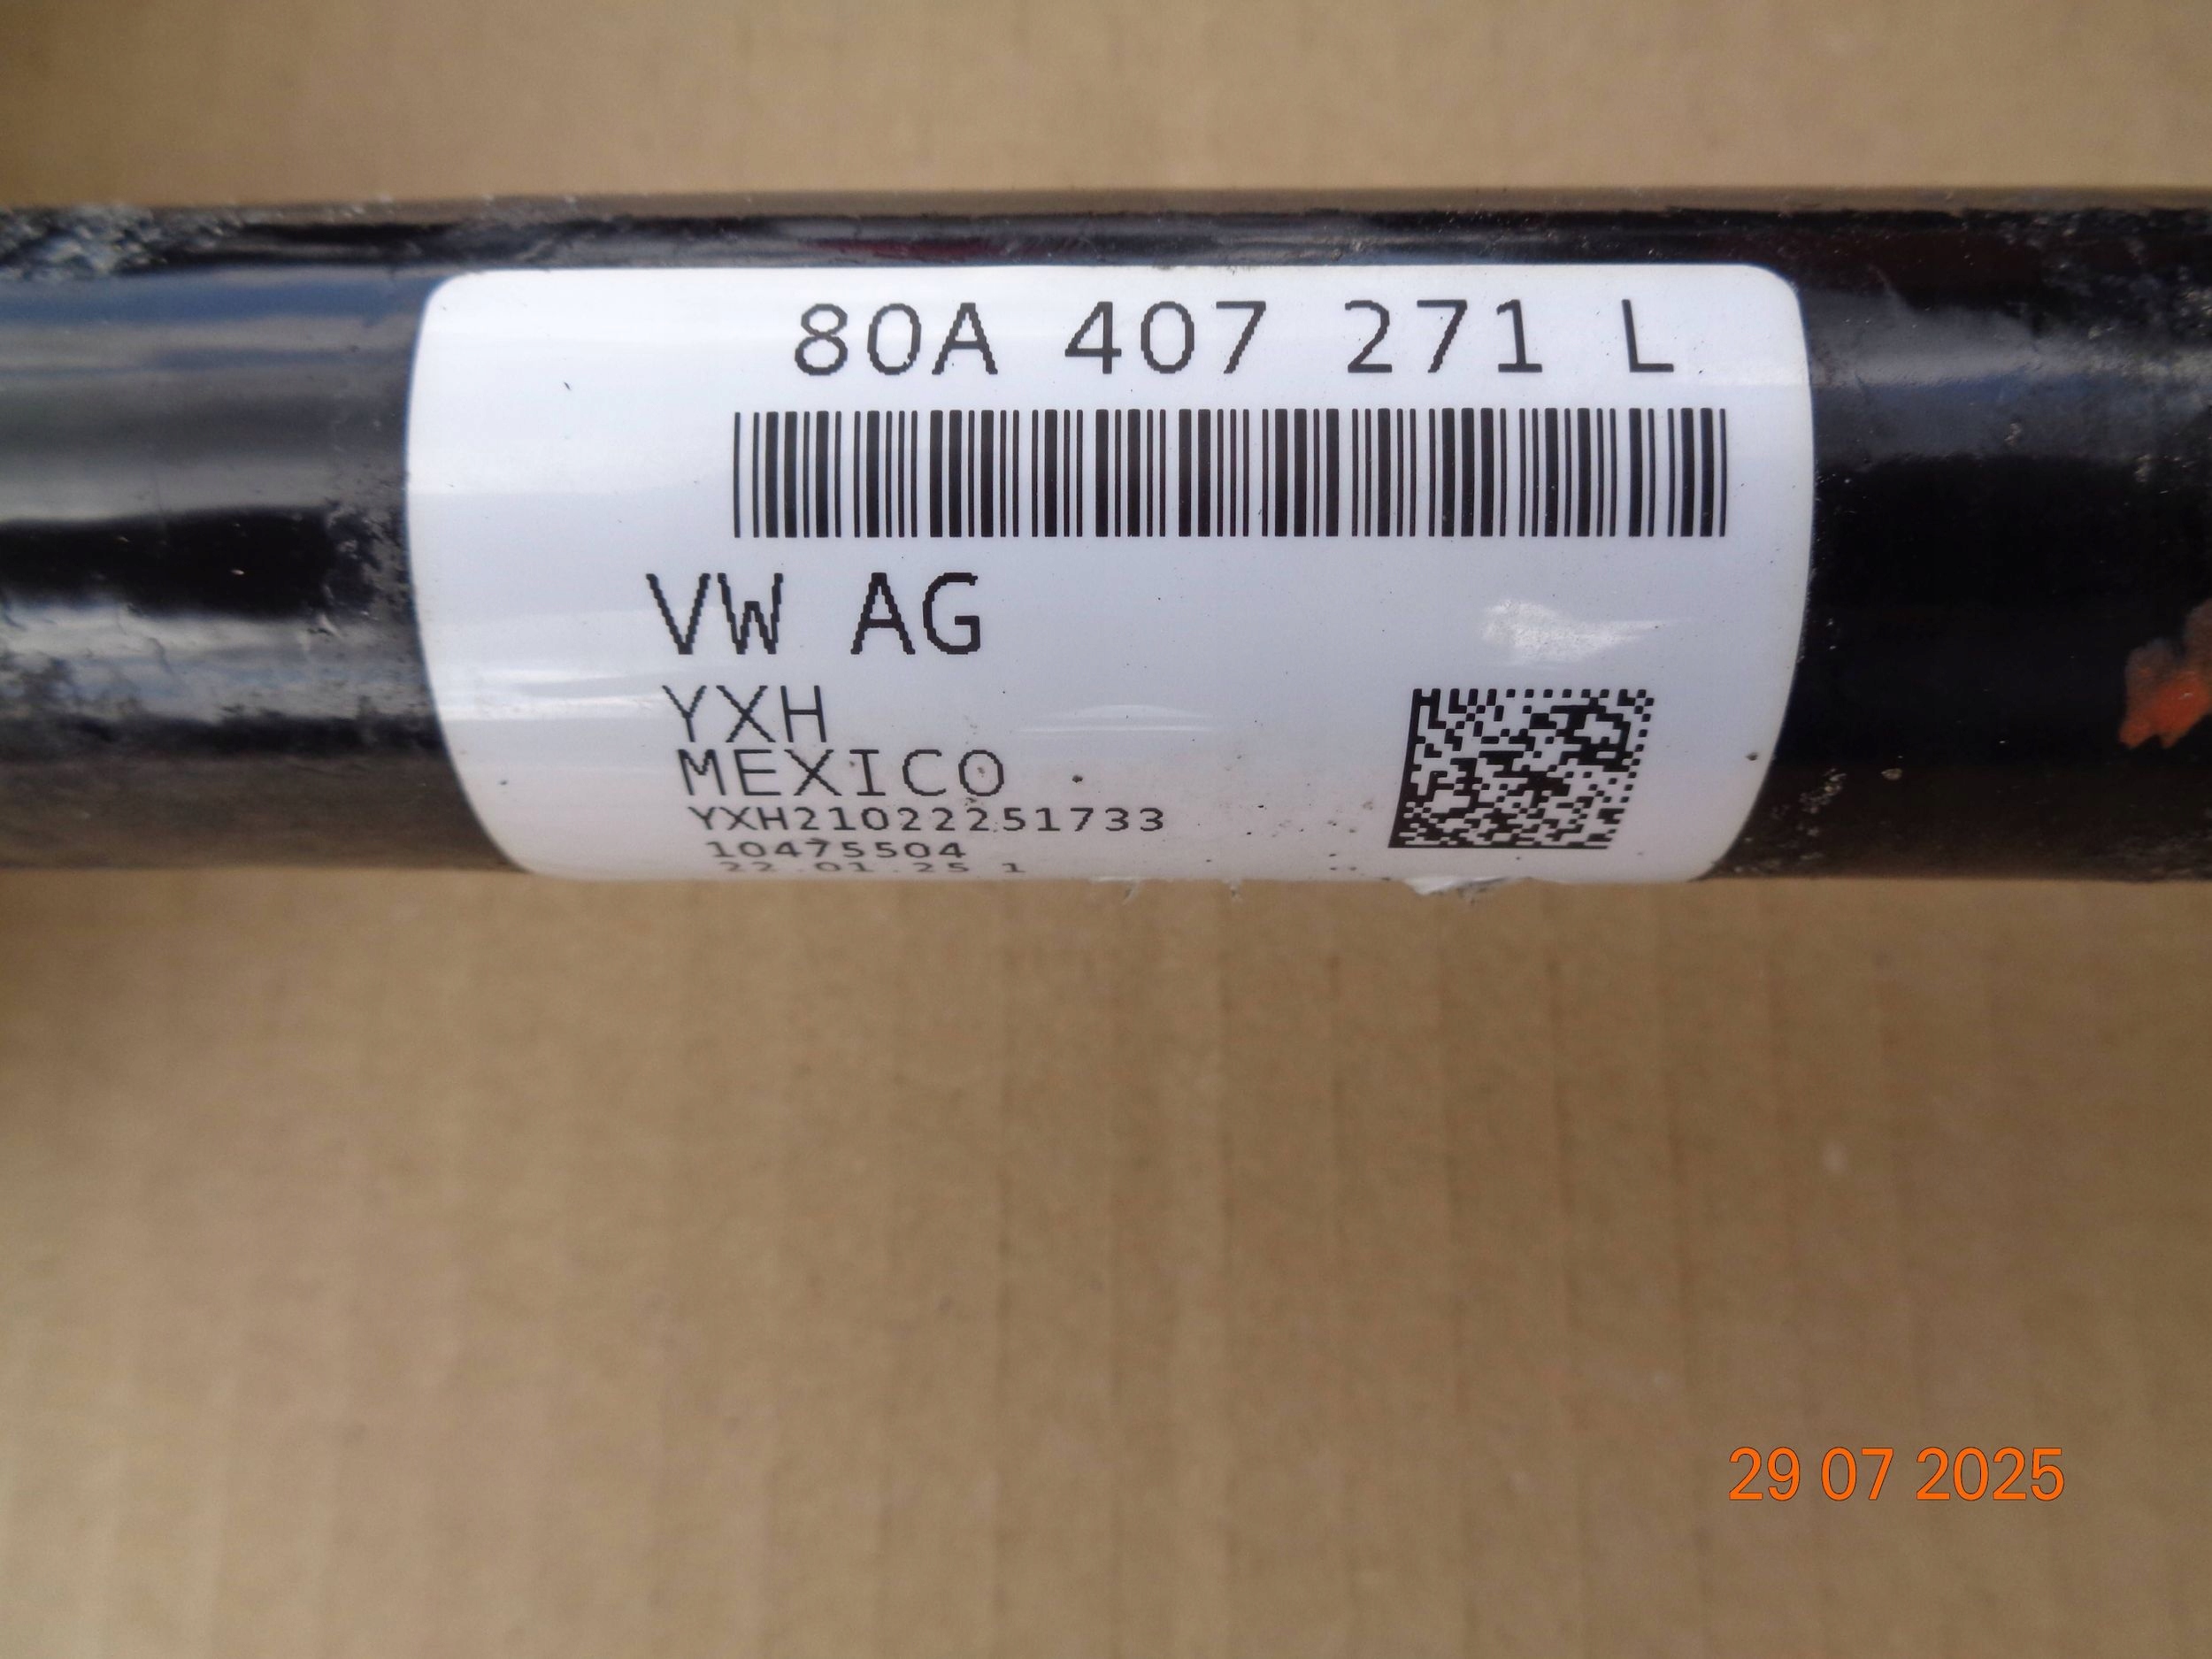 80A 407 271 L
VW AG
YXH
MEXICO
YXH21022251733
10475504
22.01.25 1
29 07 2025